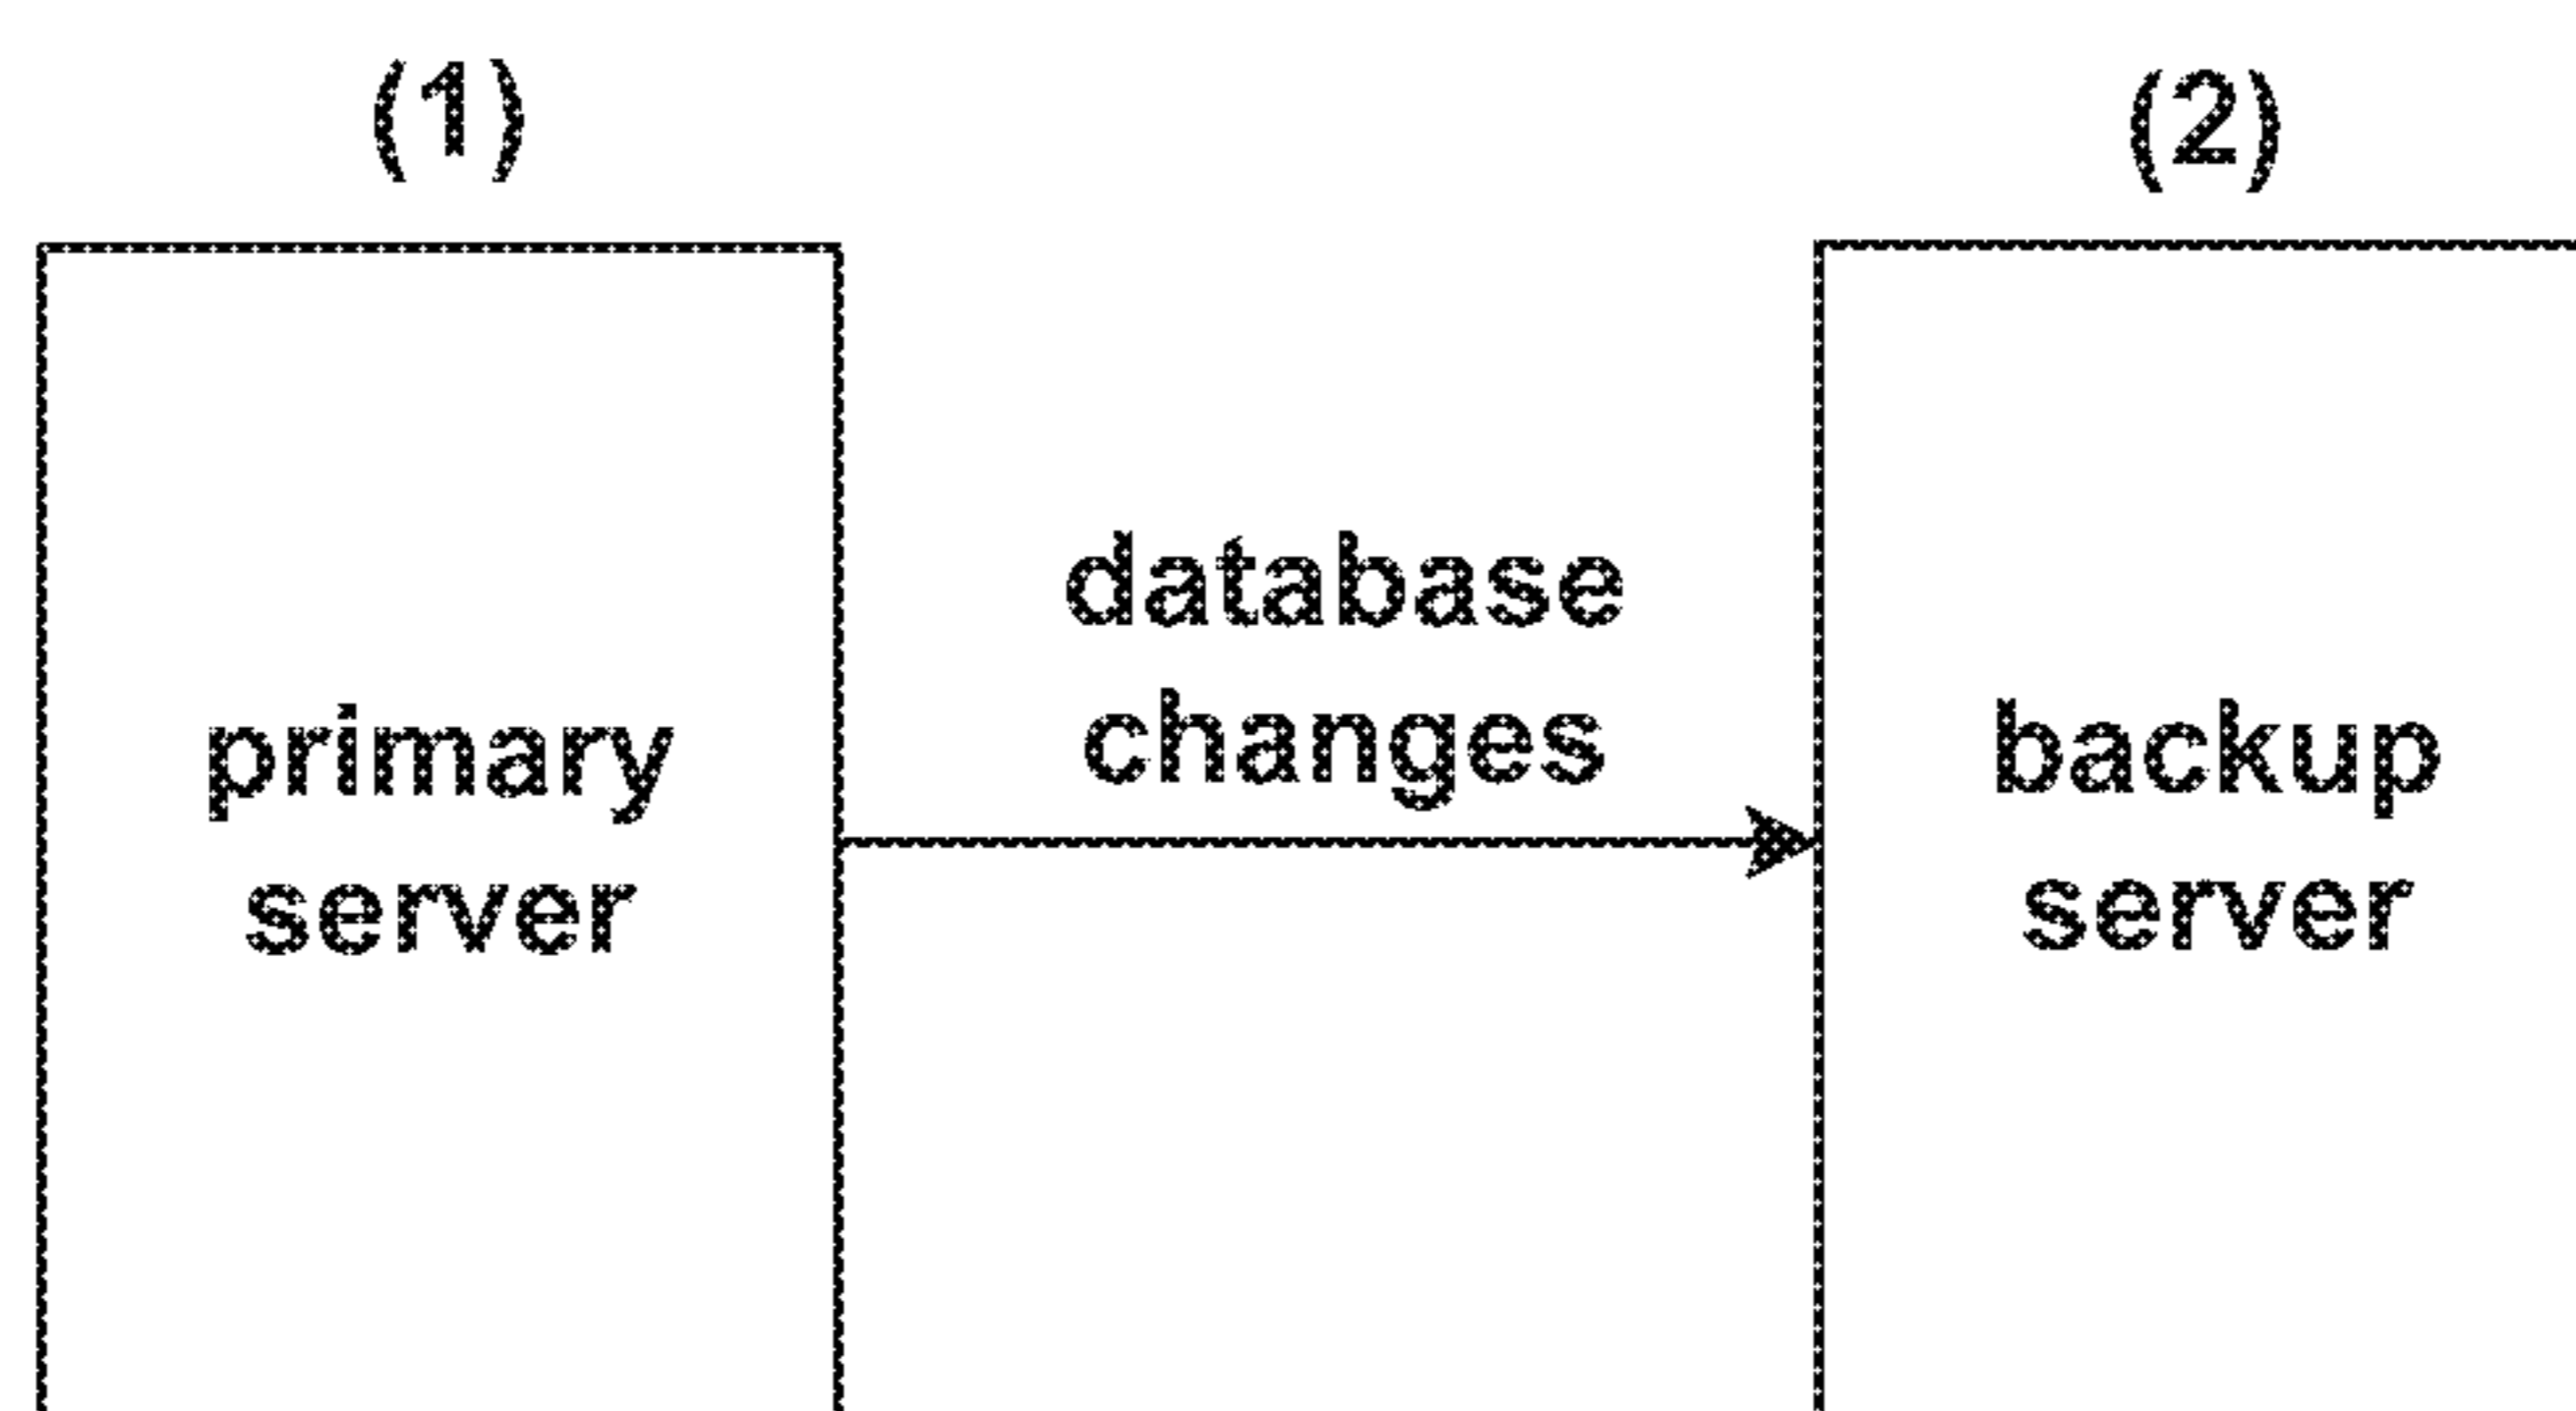 (1)
(2)
primary
server
database
changes
backup
server